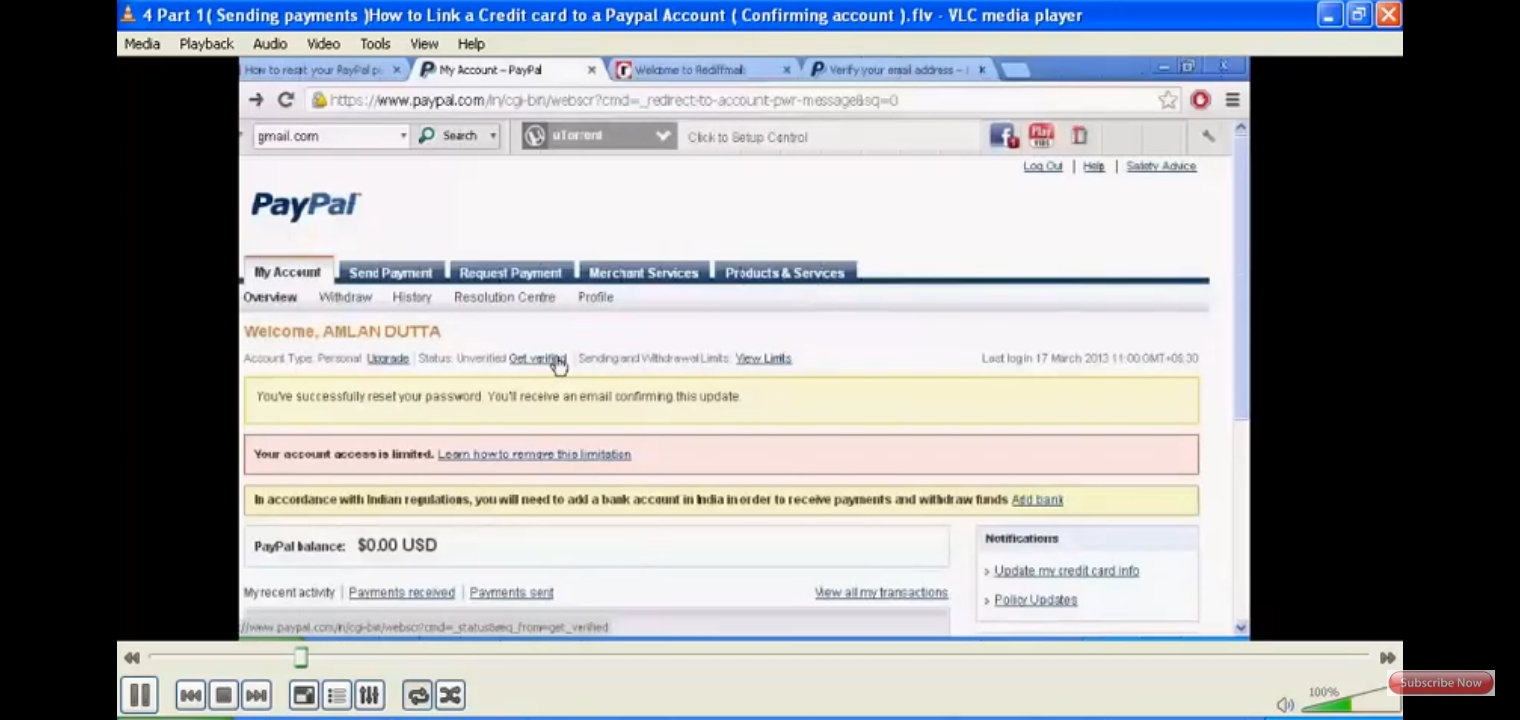 4 Part 1( Sending payments )How to Link a Credit card to a Paypal Account ( Confirming account ).flv - VLC media player
Media Playback Audio Video Tools View Help
How to reset your PayPal p My Account – PayPal Welcome to Rediffmail: Verify your email address –
https://www.paypal.com/in/cgi-bin/webscr?cmd=_redirect-to-account-pwr-message&sq=0
gmail.com Search uTorrent Click to Setup Control
Log Out | Help | Safety Advice
PayPal
My Account Send Payment Request Payment Merchant Services Products & Services
Overview Withdraw History Resolution Centre Profile
Welcome, AMLAN DUTTA
Account Type: Personal Upgrade | Status: Unverified Get verified | Sending and Withdrawal Limits: View Limits Last login 17 March 2013 11:00 GMT+05:30
You've successfully reset your password. You'll receive an email confirming this update.
Your account access is limited. Learn how to remove this limitation
In accordance with Indian regulations, you will need to add a bank account in India in order to receive payments and withdraw funds Add bank
PayPal balance: $0.00 USD
Notifications
> Update my credit card info
My recent activity | Payments received | Payments sent View all my transactions
> Policy Updates
//www.paypal.com/in/cgi-bin/webscr?cmd=_status&eq_from=get_verified
100%
Subscribe Now